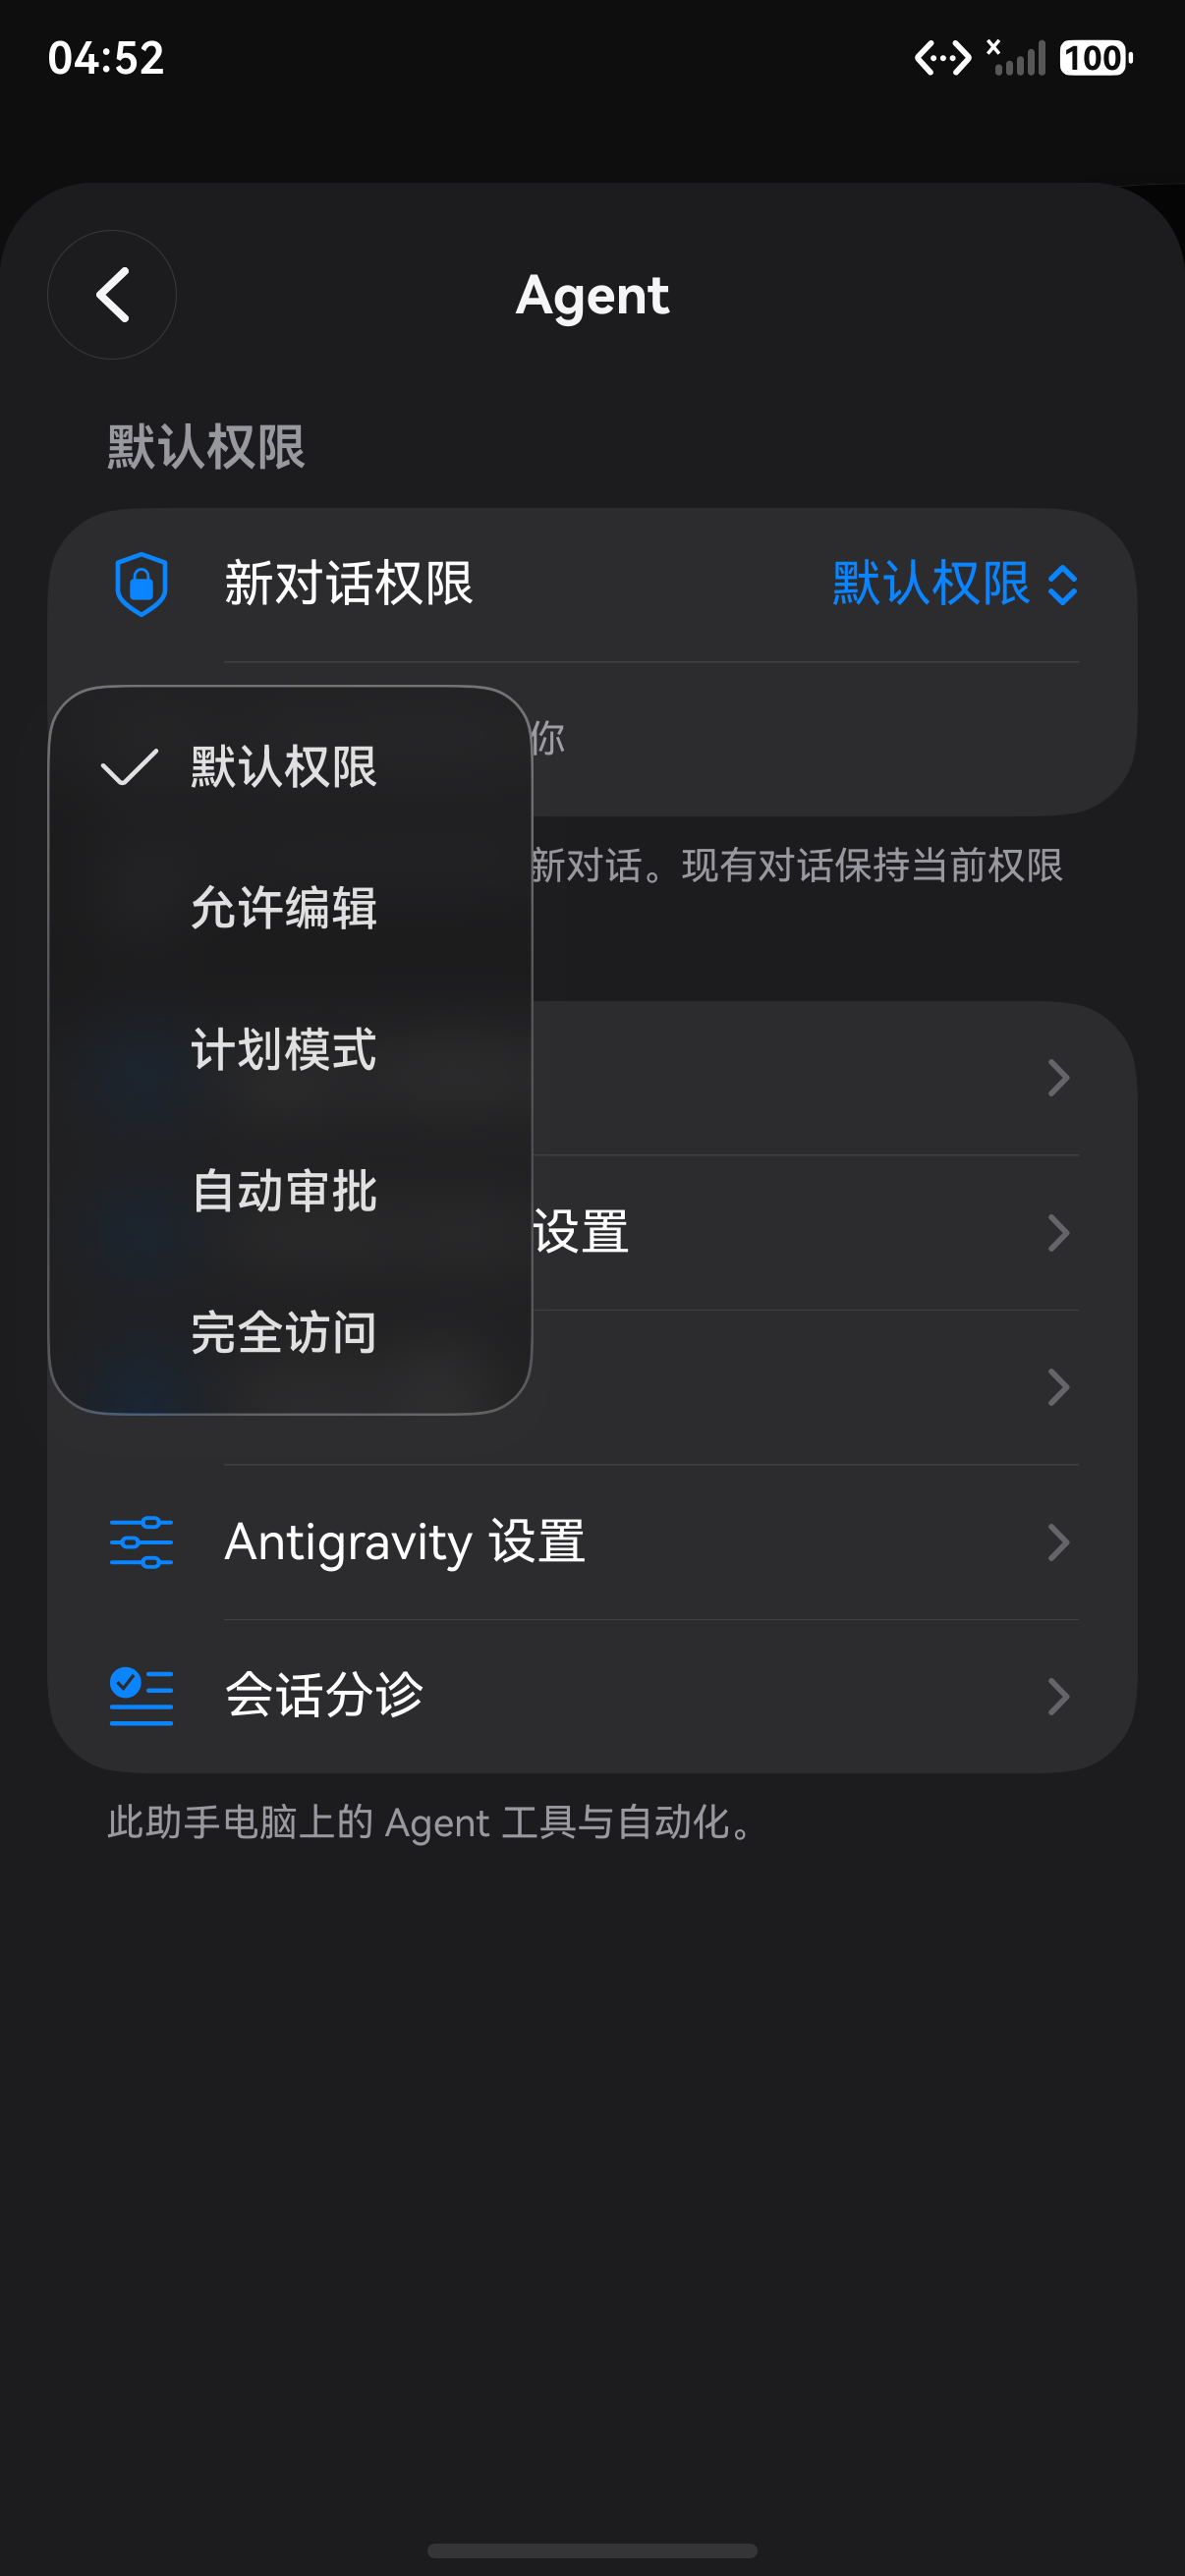 04:52
100
Agent
默认权限
新对话权限 默认权限
你
默认权限
新对话。现有对话保持当前权限
允许编辑
计划模式
自动审批
设置
完全访问
Antigravity 设置
会话分诊
此助手电脑上的 Agent 工具与自动化。